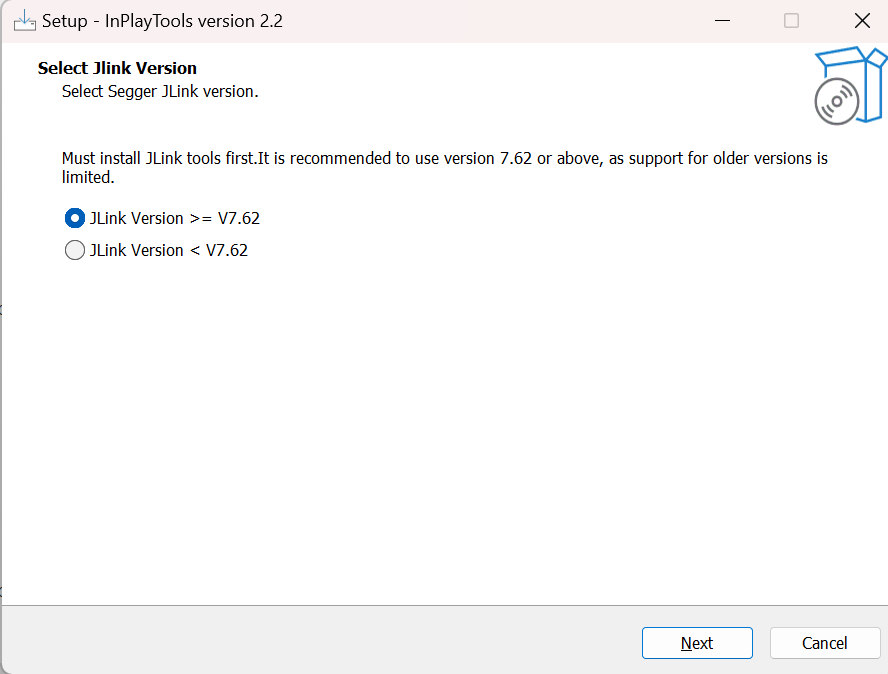 Setup - InPlayTools version 2.2
Select Jlink Version
Select Segger JLink version.
Must install JLink tools first.It is recommended to use version 7.62 or above, as support for older versions is
limited.
JLink Version >= V7.62
JLink Version < V7.62
Next
Cancel